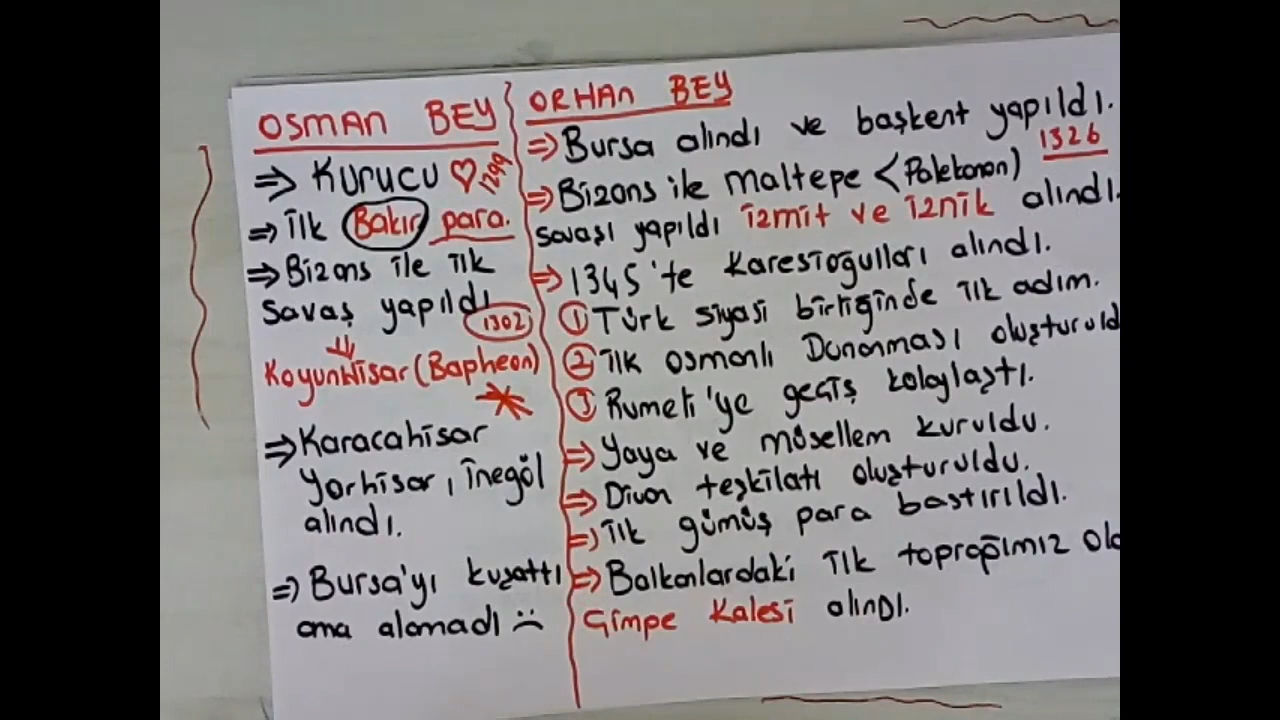 OSMAN BEY
⇒ Kurucu ♡ 1299
⇒ İlk Bakır para.
⇒ Bizans ile ilk
savaş yapıldı
1302
Koyunhisar (Bapheon)
⇒ Karacahisar
Yarhisar, İnegöl
alındı.
⇒ Bursa'yı kuşattı
ama alamadı :(
ORHAN BEY
⇒ Bursa alındı ve başkent yapıldı.
1326
⇒ Bizans ile Maltepe (Palekanon)
savaşı yapıldı İzmit ve İznik alındı.
⇒ 1345'te Karesioğulları alındı.
① Türk siyasi birliğinde ilk adım.
② İlk Osmanlı Donanması oluşturuld
③ Rumeli'ye geçiş kolaylaştı.
⇒ Yaya ve müsellem kuruldu.
⇒ Divan teşkilatı oluşturuldu.
⇒ İlk gümüş para bastırıldı.
⇒ Balkanlardaki ilk toprağımız ola
Çimpe Kalesi alındı.